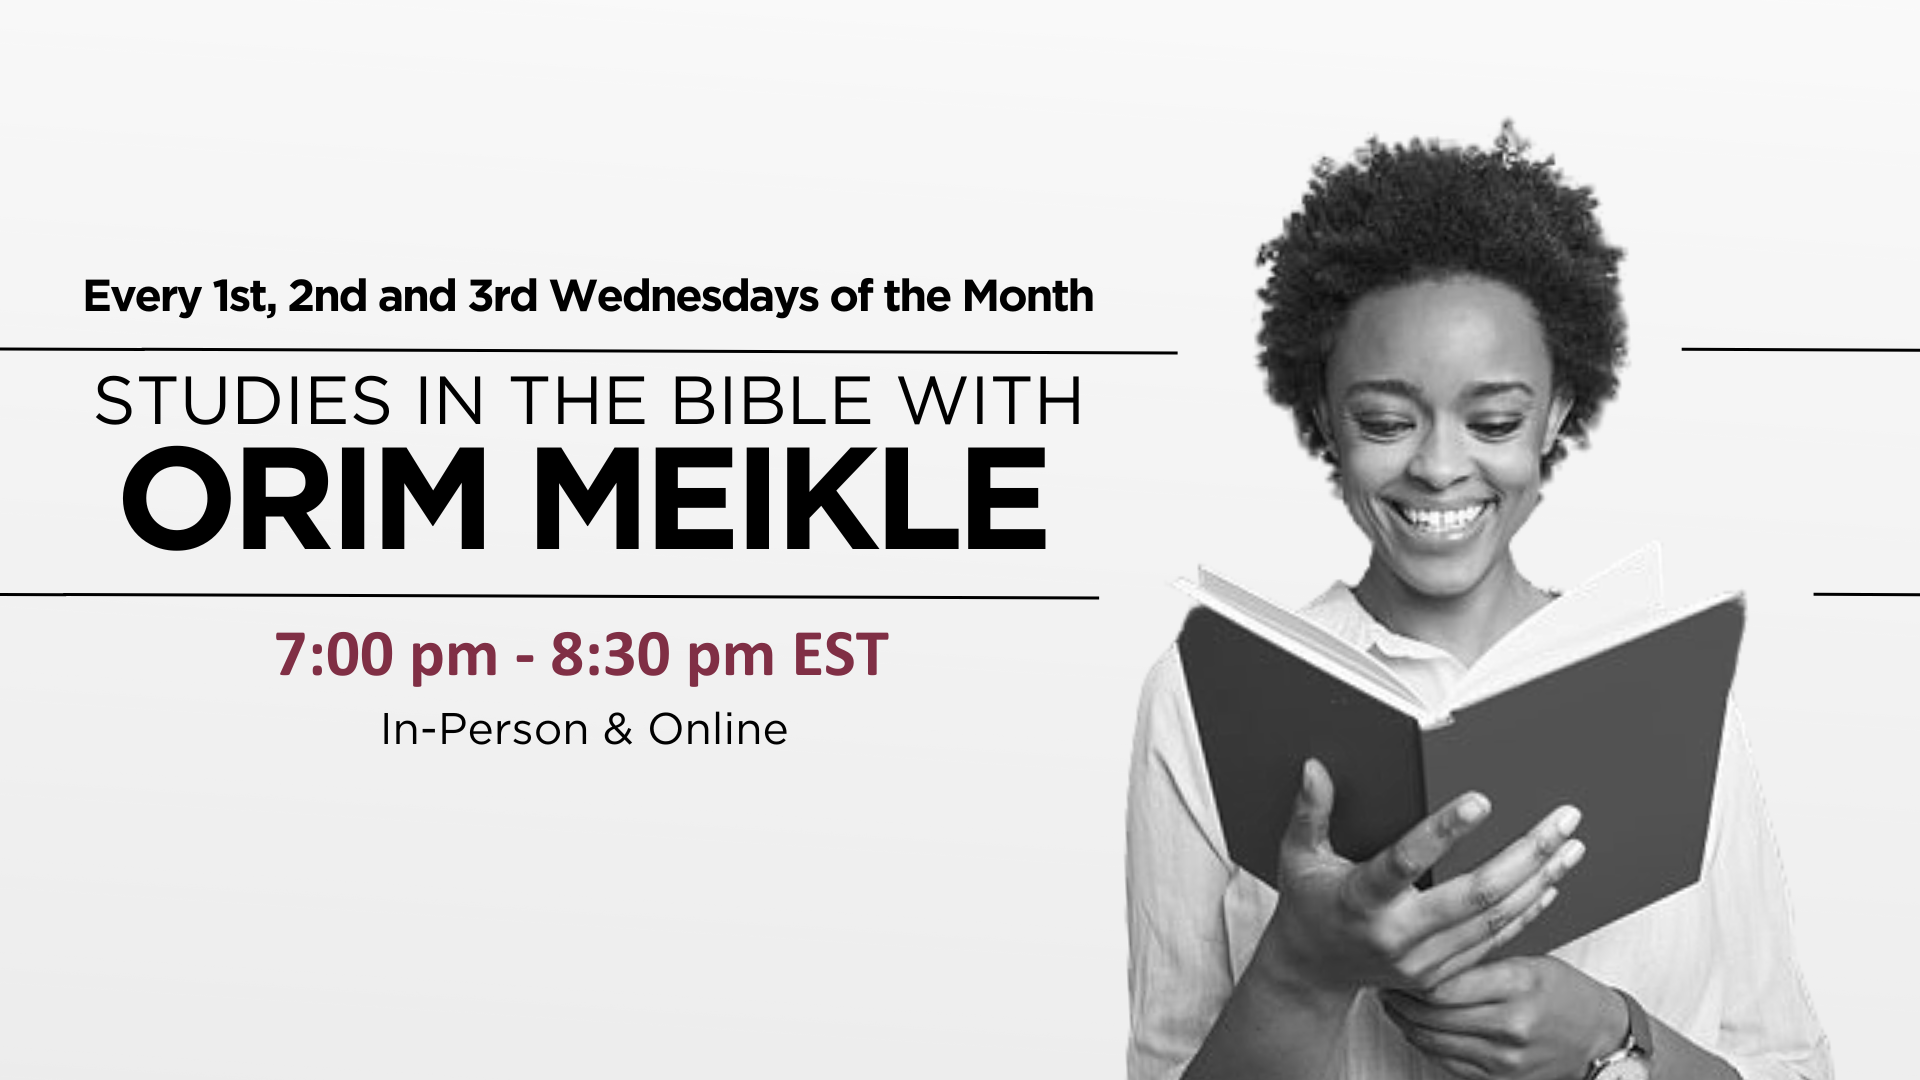 Every 1st, 2nd and 3rd Wednesdays of the Month
STUDIES IN THE BIBLE WITH
ORIM MEIKLE
7:00 pm - 8:30 pm EST
In-Person & Online